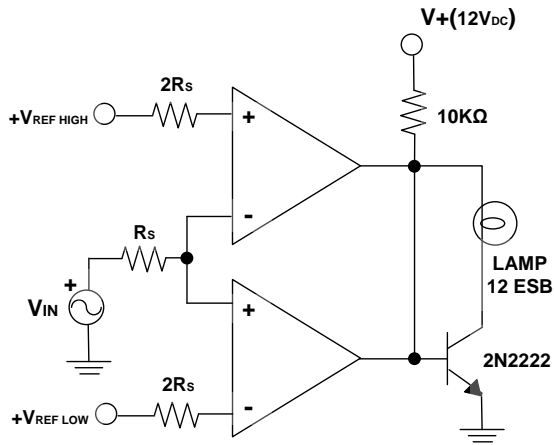 V+(12VDC)
2RS
+VREF HIGH
+
10KΩ
-
RS
LAMP
12 ESB
+
VIN
+
2N2222
2RS
+VREF LOW
-